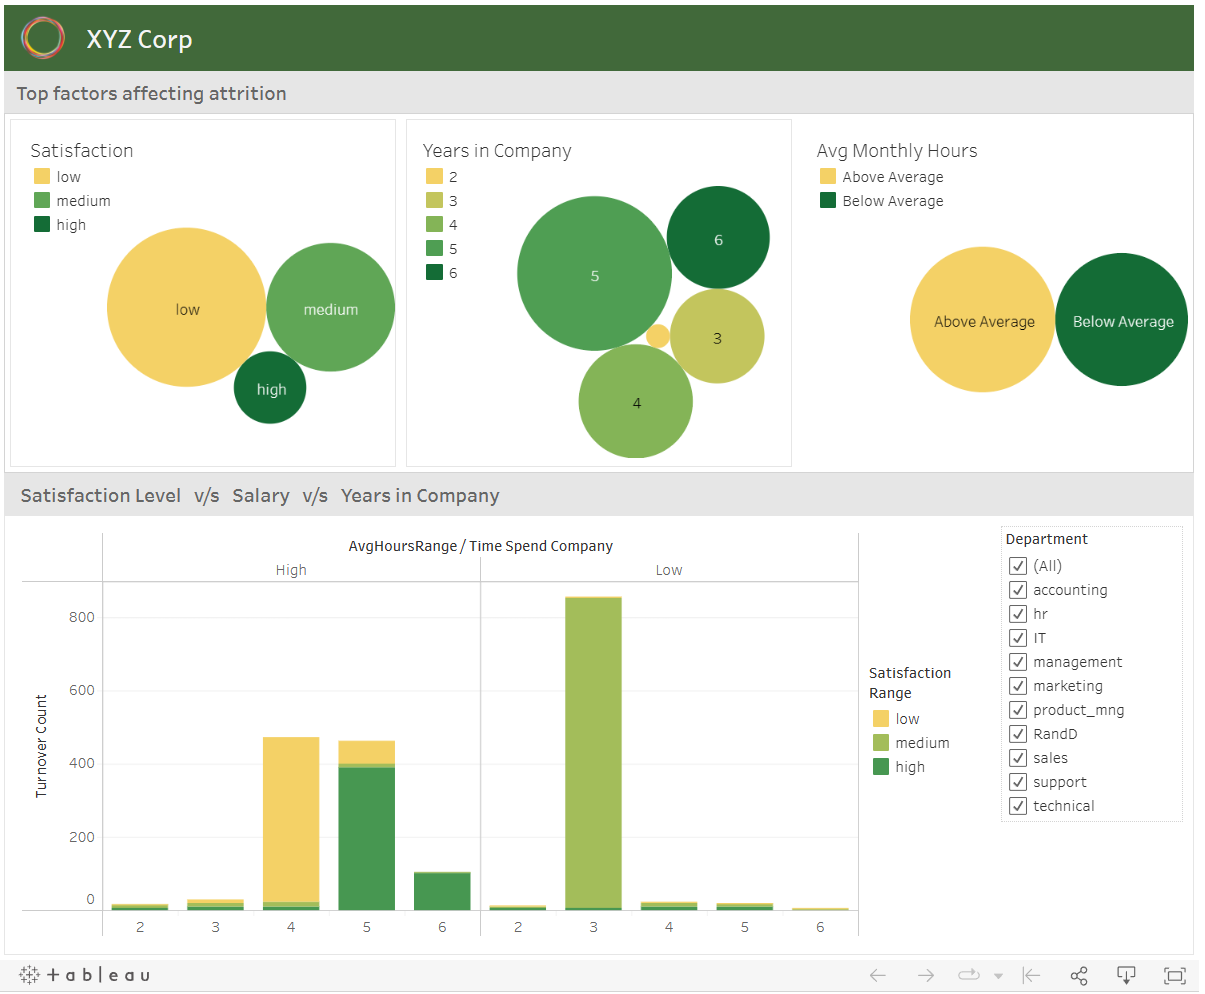 XYZ Corp
Top factors affecting attrition
Satisfaction
low
medium
high
low
medium
high
Years in Company
2
3
4
5
6
5
6
3
4
Avg Monthly Hours
Above Average
Below Average
Above Average
Below Average
Satisfaction Level v/s Salary v/s Years in Company
AvgHoursRange / Time Spend Company
High
Low
Turnover Count
800
600
400
200
0
2 3 4 5 6 2 3 4 5 6
Satisfaction
Range
low
medium
high
Department
(All)
accounting
hr
IT
management
marketing
product_mng
RandD
sales
support
technical
+ a b | e a u